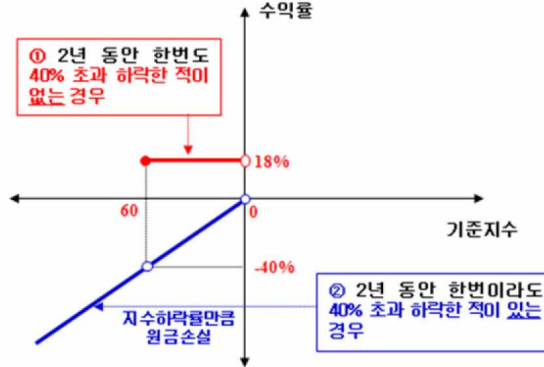 수익률
① 2년 동안 한번도
40% 초과 하락한 적이
없는 경우
18%
60
0
기준지수
-40%
지수하락률만큼
원금손실
② 2년 동안 한번이라도
40% 초과 하락한 적이 있는
경우